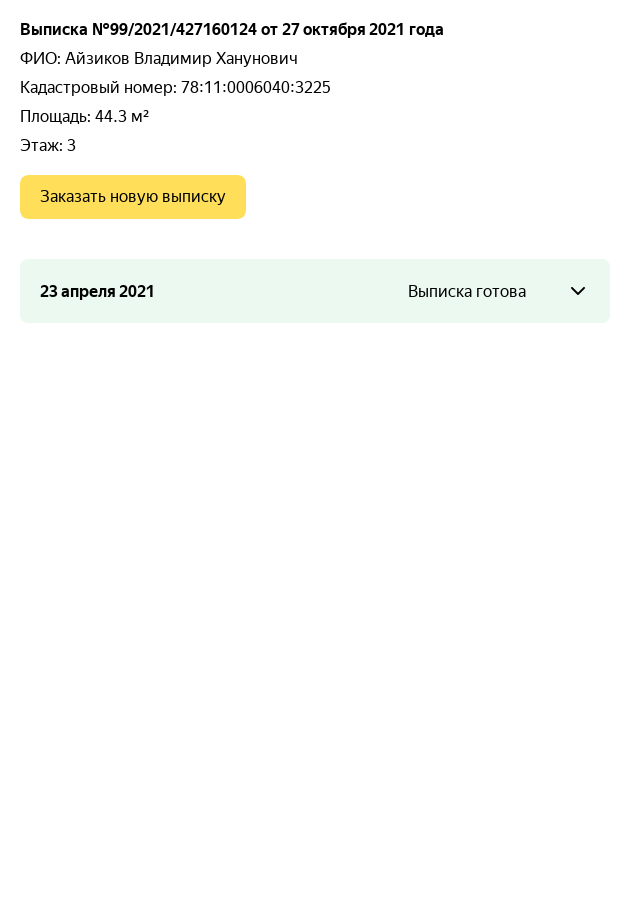 Выписка №99/2021/427160124 от 27 октября 2021 года
ФИО: Айзиков Владимир Ханунович
Кадастровый номер: 78:11:0006040:3225
Площадь: 44.3 м²
Этаж: 3
Заказать новую выписку
23 апреля 2021 Выписка готова